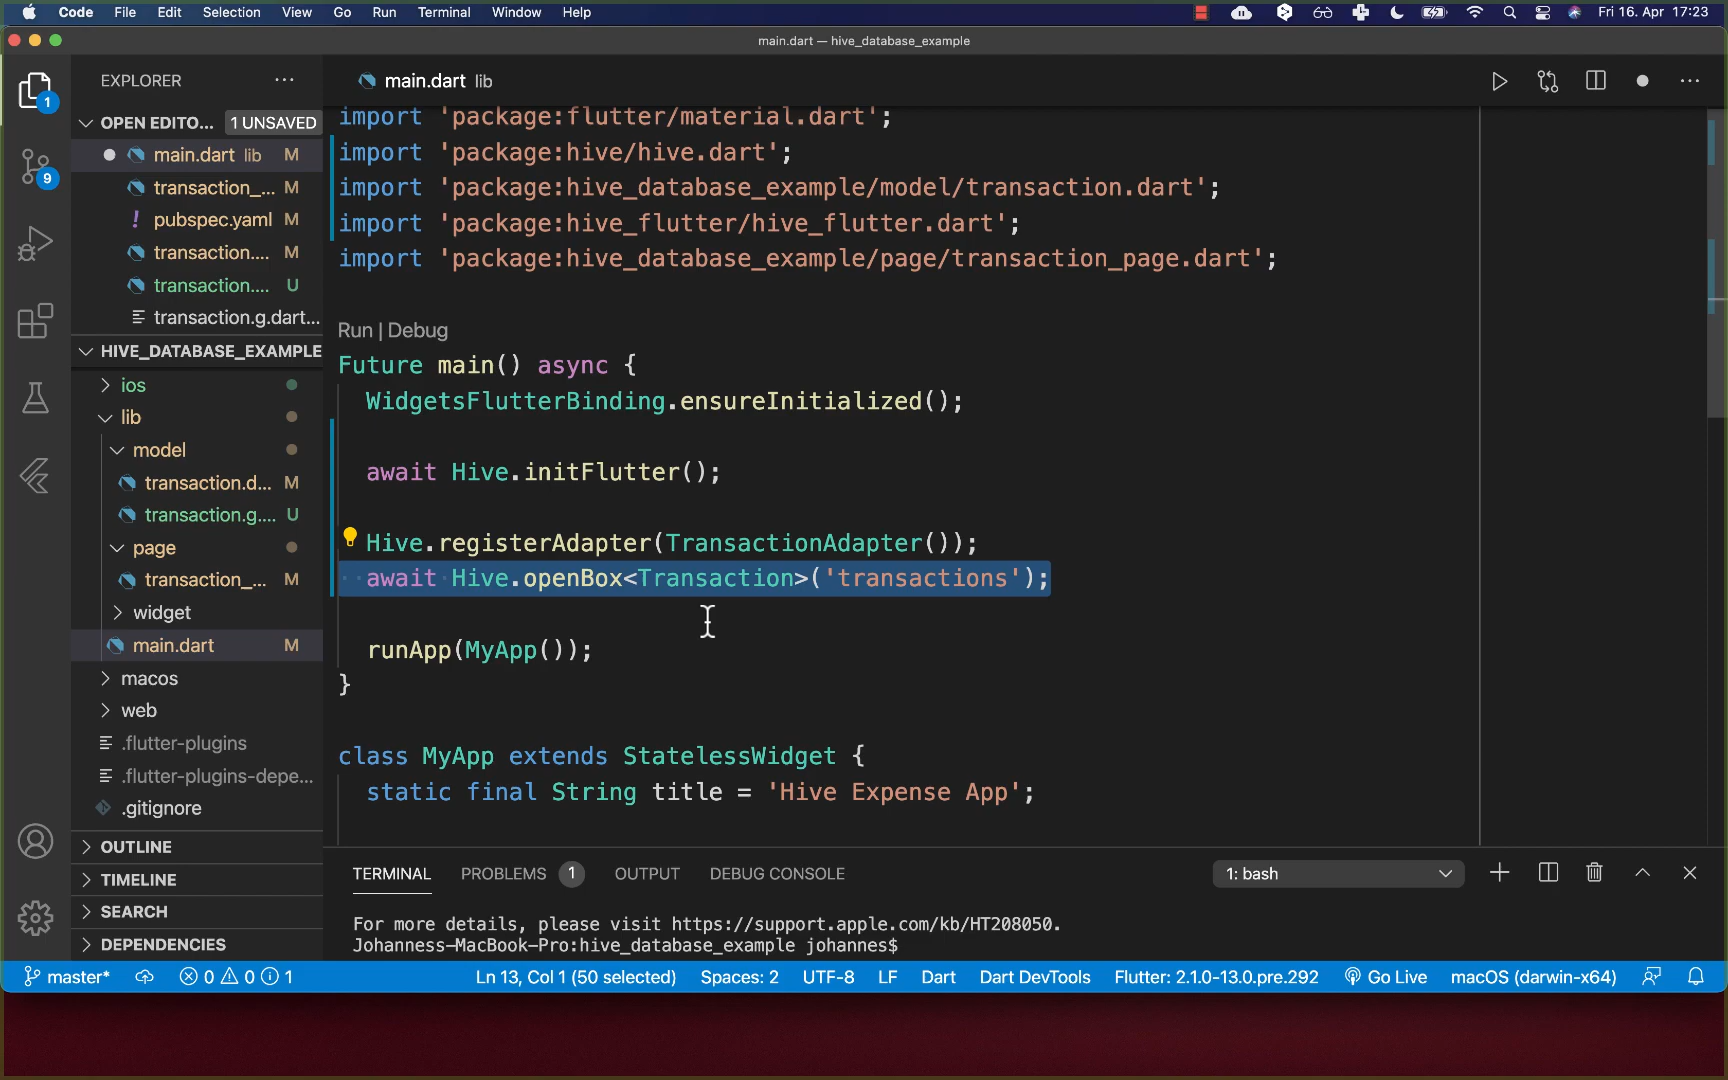 Code File Edit Selection View Go Run Terminal Window Help Fri 16. Apr 17:23
main.dart — hive_database_example
EXPLORER
OPEN EDITO... 1 UNSAVED
main.dart lib M
transaction_... M
pubspec.yaml M
transaction.... M
transaction.... U
transaction.g.dart...
HIVE_DATABASE_EXAMPLE
ios
lib
model
transaction.d... M
transaction.g.... U
page
transaction_... M
widget
main.dart M
macos
web
.flutter-plugins
.flutter-plugins-depe...
.gitignore
OUTLINE
TIMELINE
SEARCH
DEPENDENCIES
1
9
main.dart lib
import 'package:flutter/material.dart';
import 'package:hive/hive.dart';
import 'package:hive_database_example/model/transaction.dart';
import 'package:hive_flutter/hive_flutter.dart';
import 'package:hive_database_example/page/transaction_page.dart';
Run | Debug
Future main() async {
WidgetsFlutterBinding.ensureInitialized();
await Hive.initFlutter();
Hive.registerAdapter(TransactionAdapter());
await Hive.openBox<Transaction>('transactions');
runApp(MyApp());
}
class MyApp extends StatelessWidget {
static final String title = 'Hive Expense App';
TERMINAL PROBLEMS 1 OUTPUT DEBUG CONSOLE 1: bash
For more details, please visit https://support.apple.com/kb/HT208050.
Johanness-MacBook-Pro:hive_database_example johannes$
master* 0 0 1 Ln 13, Col 1 (50 selected) Spaces: 2 UTF-8 LF Dart Dart DevTools Flutter: 2.1.0-13.0.pre.292 Go Live macOS (darwin-x64)